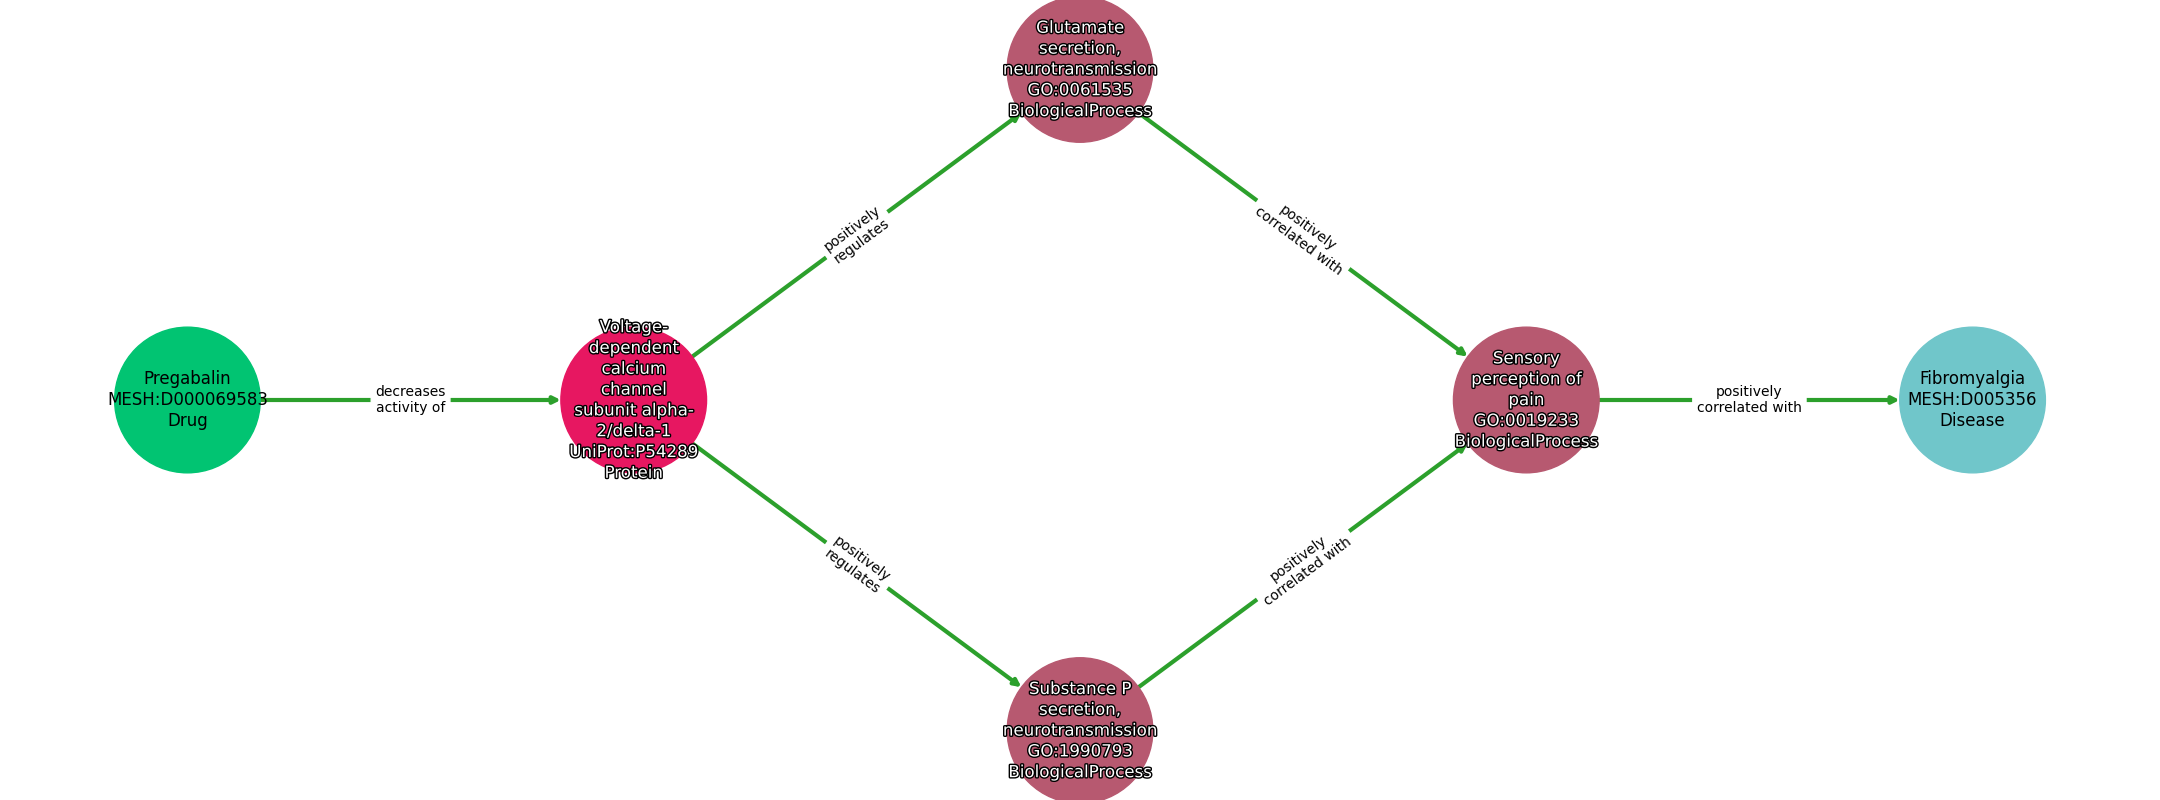 Glutamate
secretion,
neurotransmission
GO:0061535
BiologicalProcess
positively
regulates
positively
correlated with
Pregabalin
MESH:D000069583
Drug
decreases
activity of
Voltage-
dependent
calcium
channel
subunit alpha-
2/delta-1
UniProt:P54289
Protein
Sensory
perception of
pain
GO:0019233
BiologicalProcess
positively
correlated with
Fibromyalgia
MESH:D005356
Disease
positively
regulates
positively
correlated with
Substance P
secretion,
neurotransmission
GO:1990793
BiologicalProcess